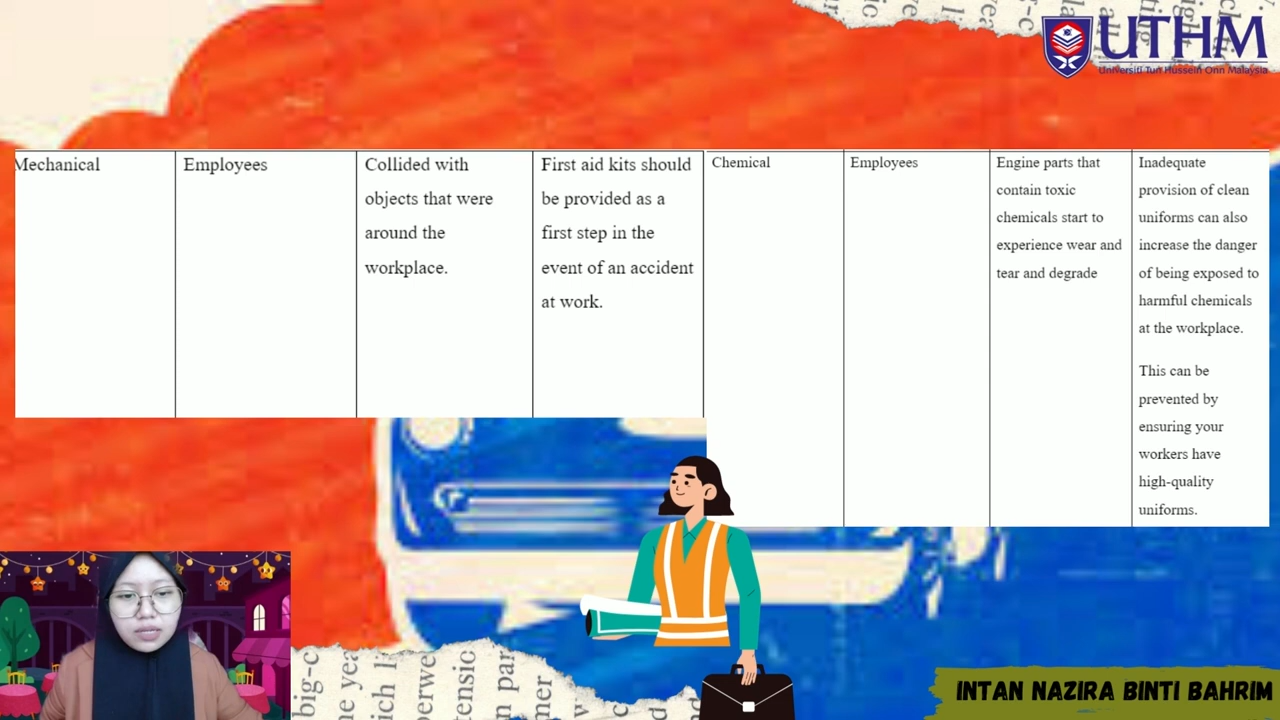 UTHM
Universiti Tun Hussein Onn Malaysia
Mechanical
Employees
Collided with
objects that were
around the
workplace.
First aid kits should
be provided as a
first step in the
event of an accident
at work.
Chemical
Employees
Engine parts that
contain toxic
chemicals start to
experience wear and
tear and degrade
Inadequate
provision of clean
uniforms can also
increase the danger
of being exposed to
harmful chemicals
at the workplace.
This can be
prevented by
ensuring your
workers have
high-quality
uniforms.
INTAN NAZIRA BINTI BAHRIM